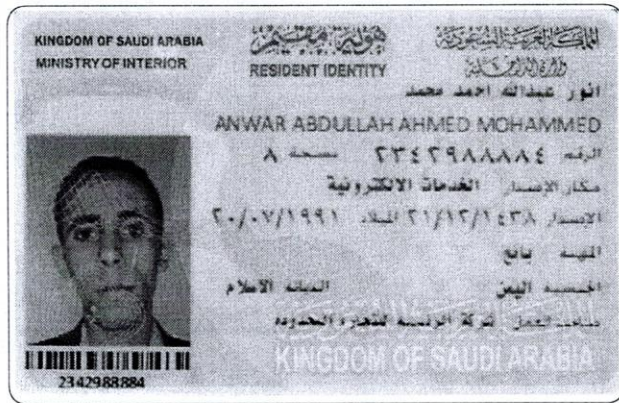 KINGDOM OF SAUDI ARABIA
MINISTRY OF INTERIOR
هوية مقيم
RESIDENT IDENTITY
المملكة العربية السعودية
وزارة الداخلية
انور عبدالله احمد محمد
ANWAR ABDULLAH AHMED MOHAMMED
الرقم ٢٣٤٢٩٨٨٨٨٤ نسخة ٨
مكان الإصدار الخدمات الالكترونية
الإصدار ٢١/١٢/١٤٣٨ الميلاد ٢٠/٠٧/١٩٩١
المهنة بائع
الجنسية اليمن الديانة الاسلام
صاحب العمل شركة الرئيسة للتجارة المحدوده
KINGDOM OF SAUDI ARABIA
2342988884